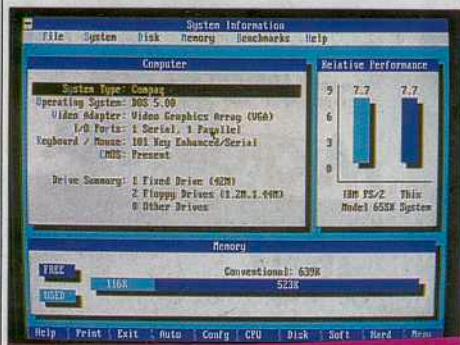 System Information
File System Disk Memory Benchmarks Help
Computer
System Type: Compaq
Operating System: DOS 5.00
Video Adapter: Video Graphics Array (VGA)
I/O Ports: 1 Serial, 1 Parallel
Keyboard / Mouse: 101 Key Enhanced/Serial
CMOS: Present
Drive Summary: 1 Fixed Drive (42M)
2 Floppy Drives (1.2M,1.44M)
0 Other Drives
Relative Performance
9
6
3
0
7.7 7.7
IBM PS/2 This
Model 65SX System
Memory
FREE
USED
Conventional: 639K
116K 523K
Help Print Exit Auto Confg CPU Disk Soft Hard Menu